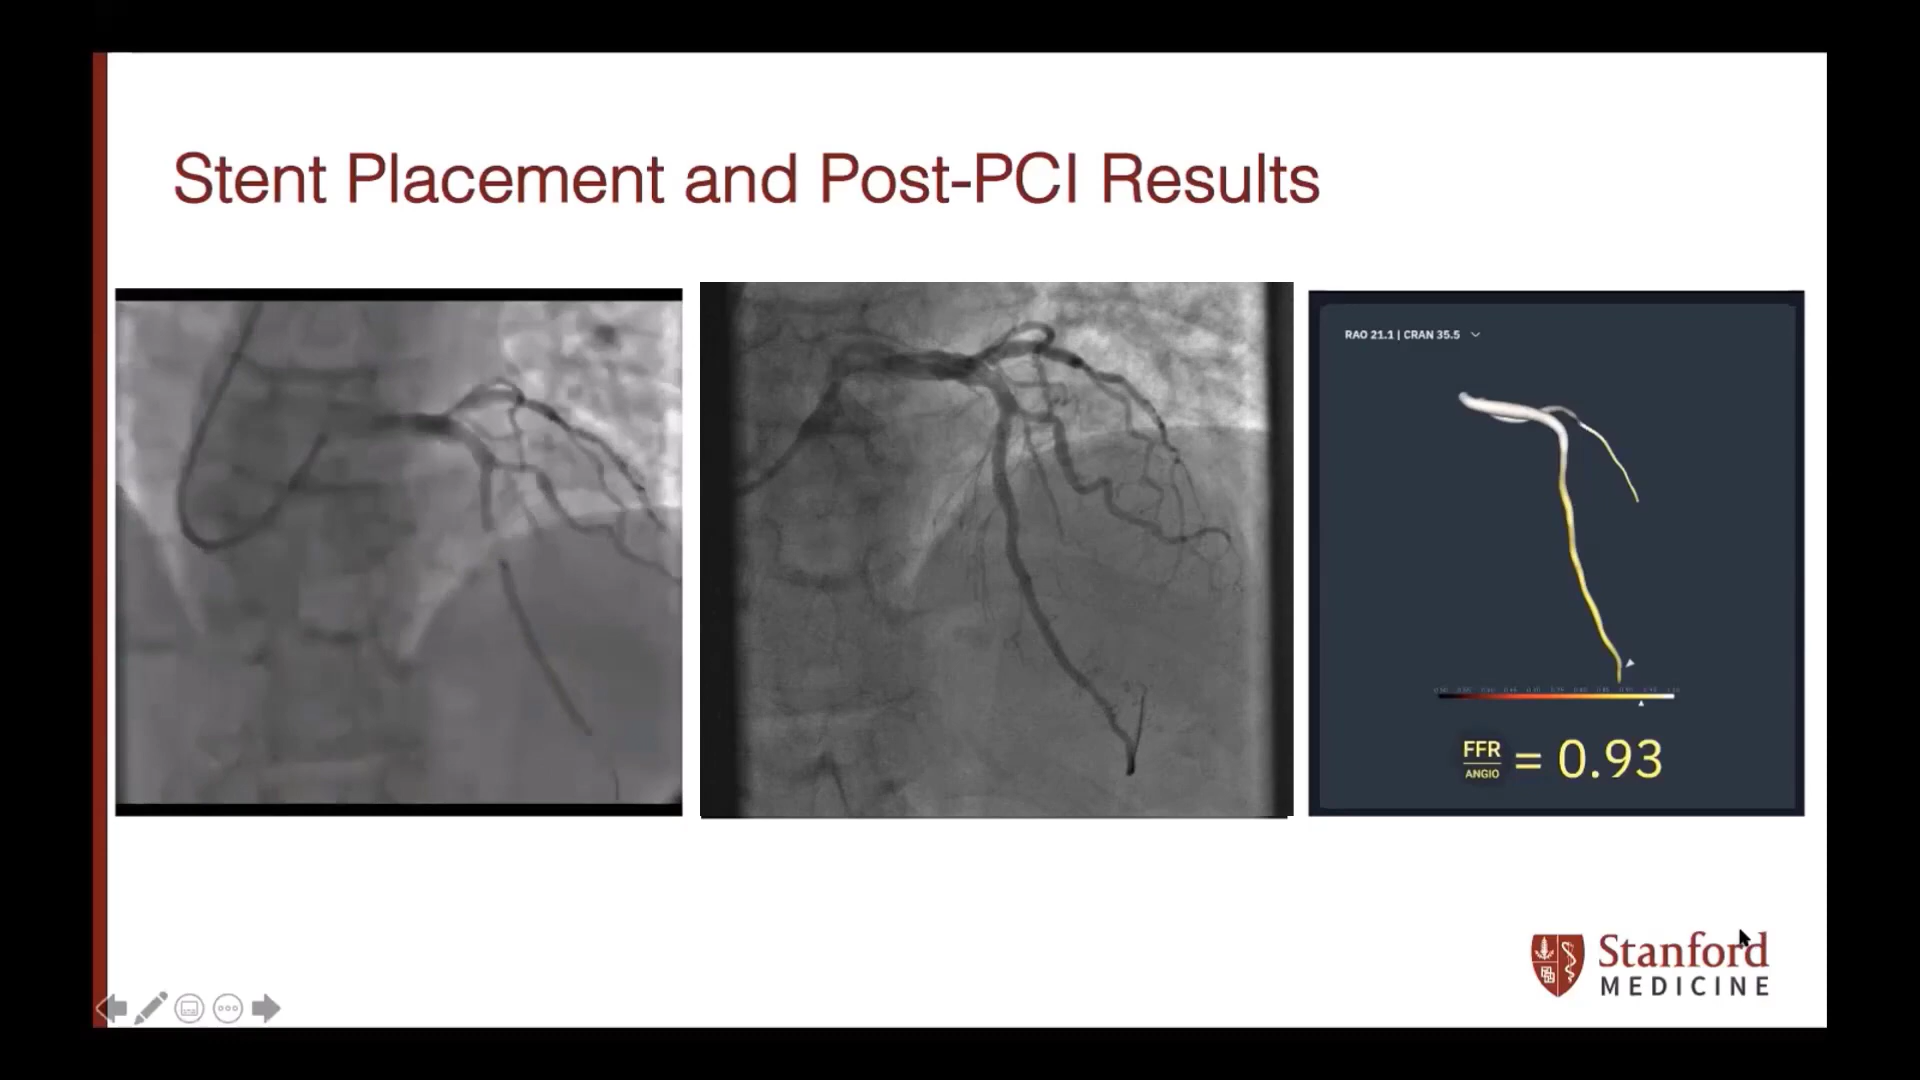 Stent Placement and Post-PCI Results
RAO 21.1 | CRAN 35.5
FFR
ANGIO
= 0.93
Stanford
MEDICINE